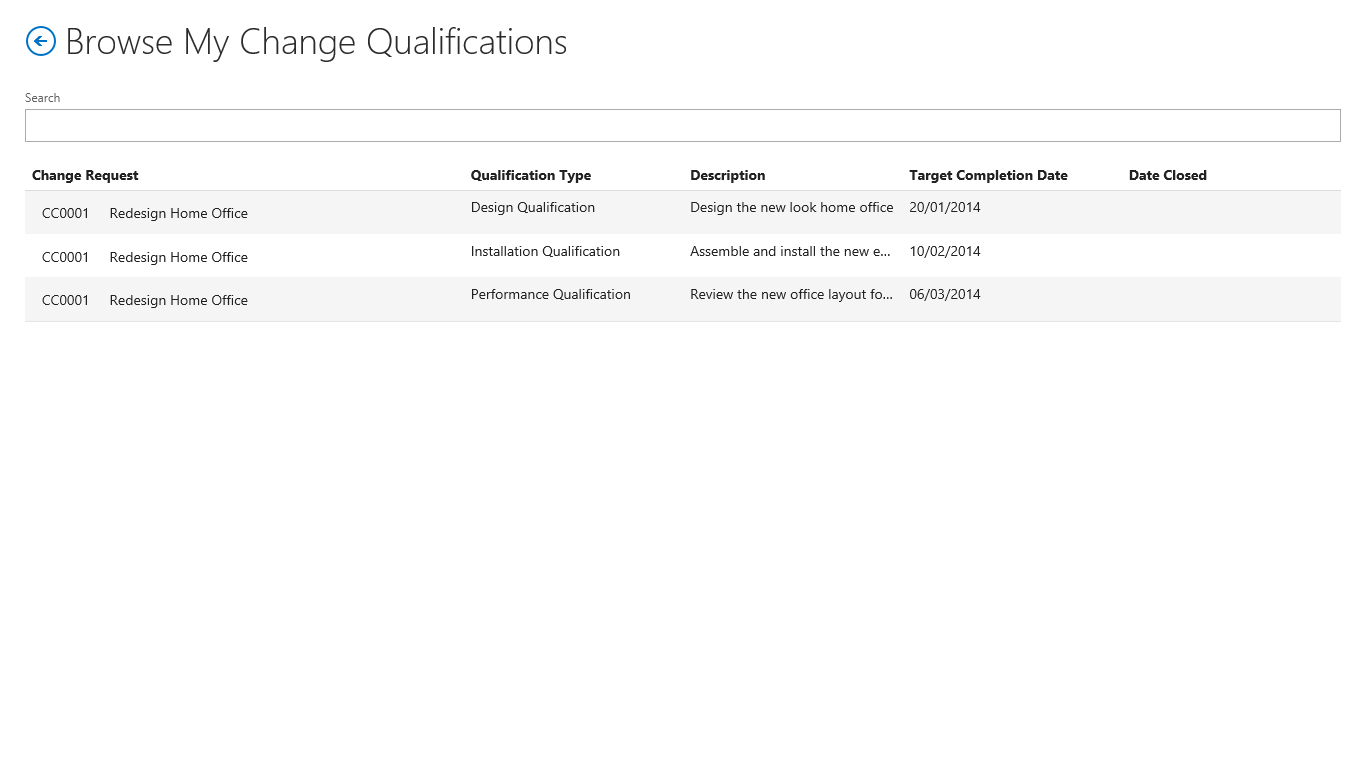 Browse My Change Qualifications
Search
Change Request Qualification Type Description Target Completion Date Date Closed
CC0001 Redesign Home Office Design Qualification Design the new look home office 20/01/2014
CC0001 Redesign Home Office Installation Qualification Assemble and install the new e... 10/02/2014
CC0001 Redesign Home Office Performance Qualification Review the new office layout fo... 06/03/2014